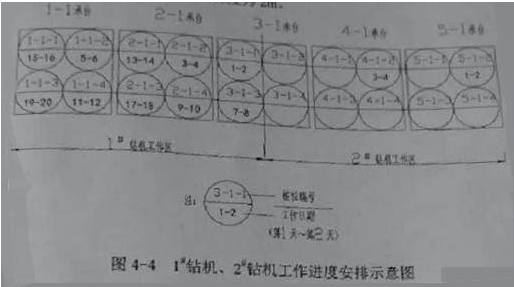 2m。
1-1承台 2-1承台 3-1承台 4-1承台 5-1承台
1-1-1 1-1-2 2-1-1 2-1-2 3-1-1 3-1-2 4-1-1 4-1-2 5-1-1 5-1-2
15-16 5-6 13-14 3-4 1-2 3-4 1-2
1-1-3 1-1-4 2-1-3 2-1-4 3-1-3 3-1-4 4-1-3 4-1-4 5-1-3 5-1-4
19-20 11-12 17-18 9-10 7-8
1#钻机工作区 2#钻机工作区
注:
3-1-1 桩位编号
1-2 工作日期
(第1天~第2天)
图 4-4 1#钻机、2#钻机工作进度安排示意图